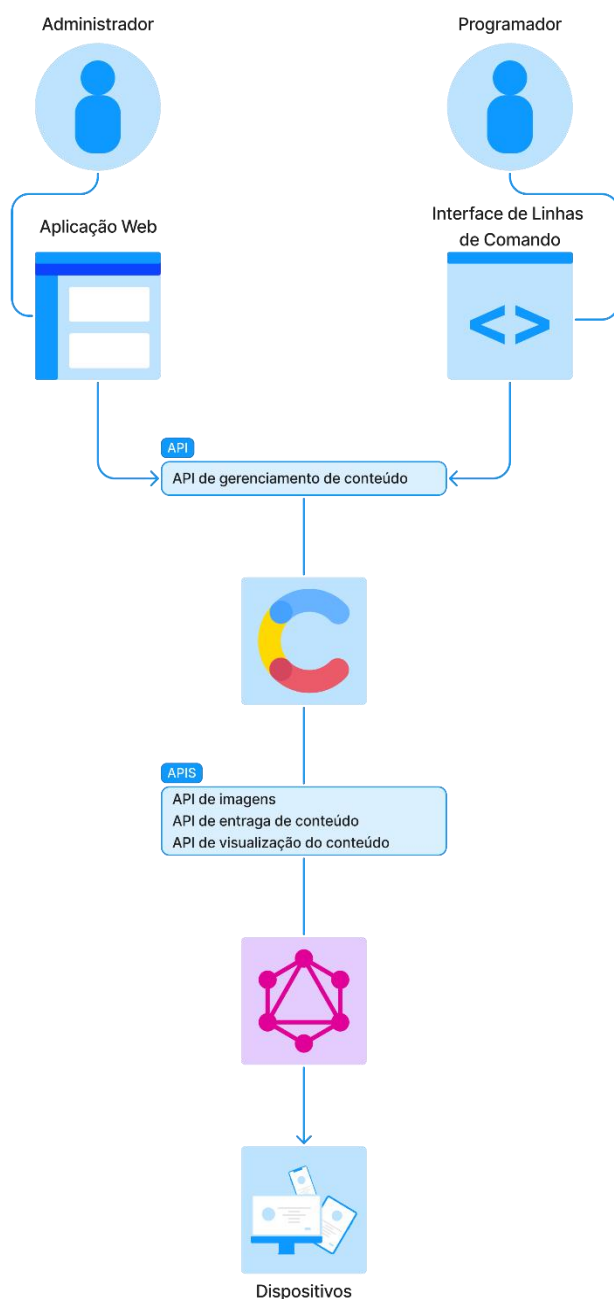 Administrador
Programador
Aplicação Web
Interface de Linhas
de Comando
<>
API
API de gerenciamento de conteúdo
APIS
API de imagens
API de entraga de conteúdo
API de visualização do conteúdo
Dispositivos